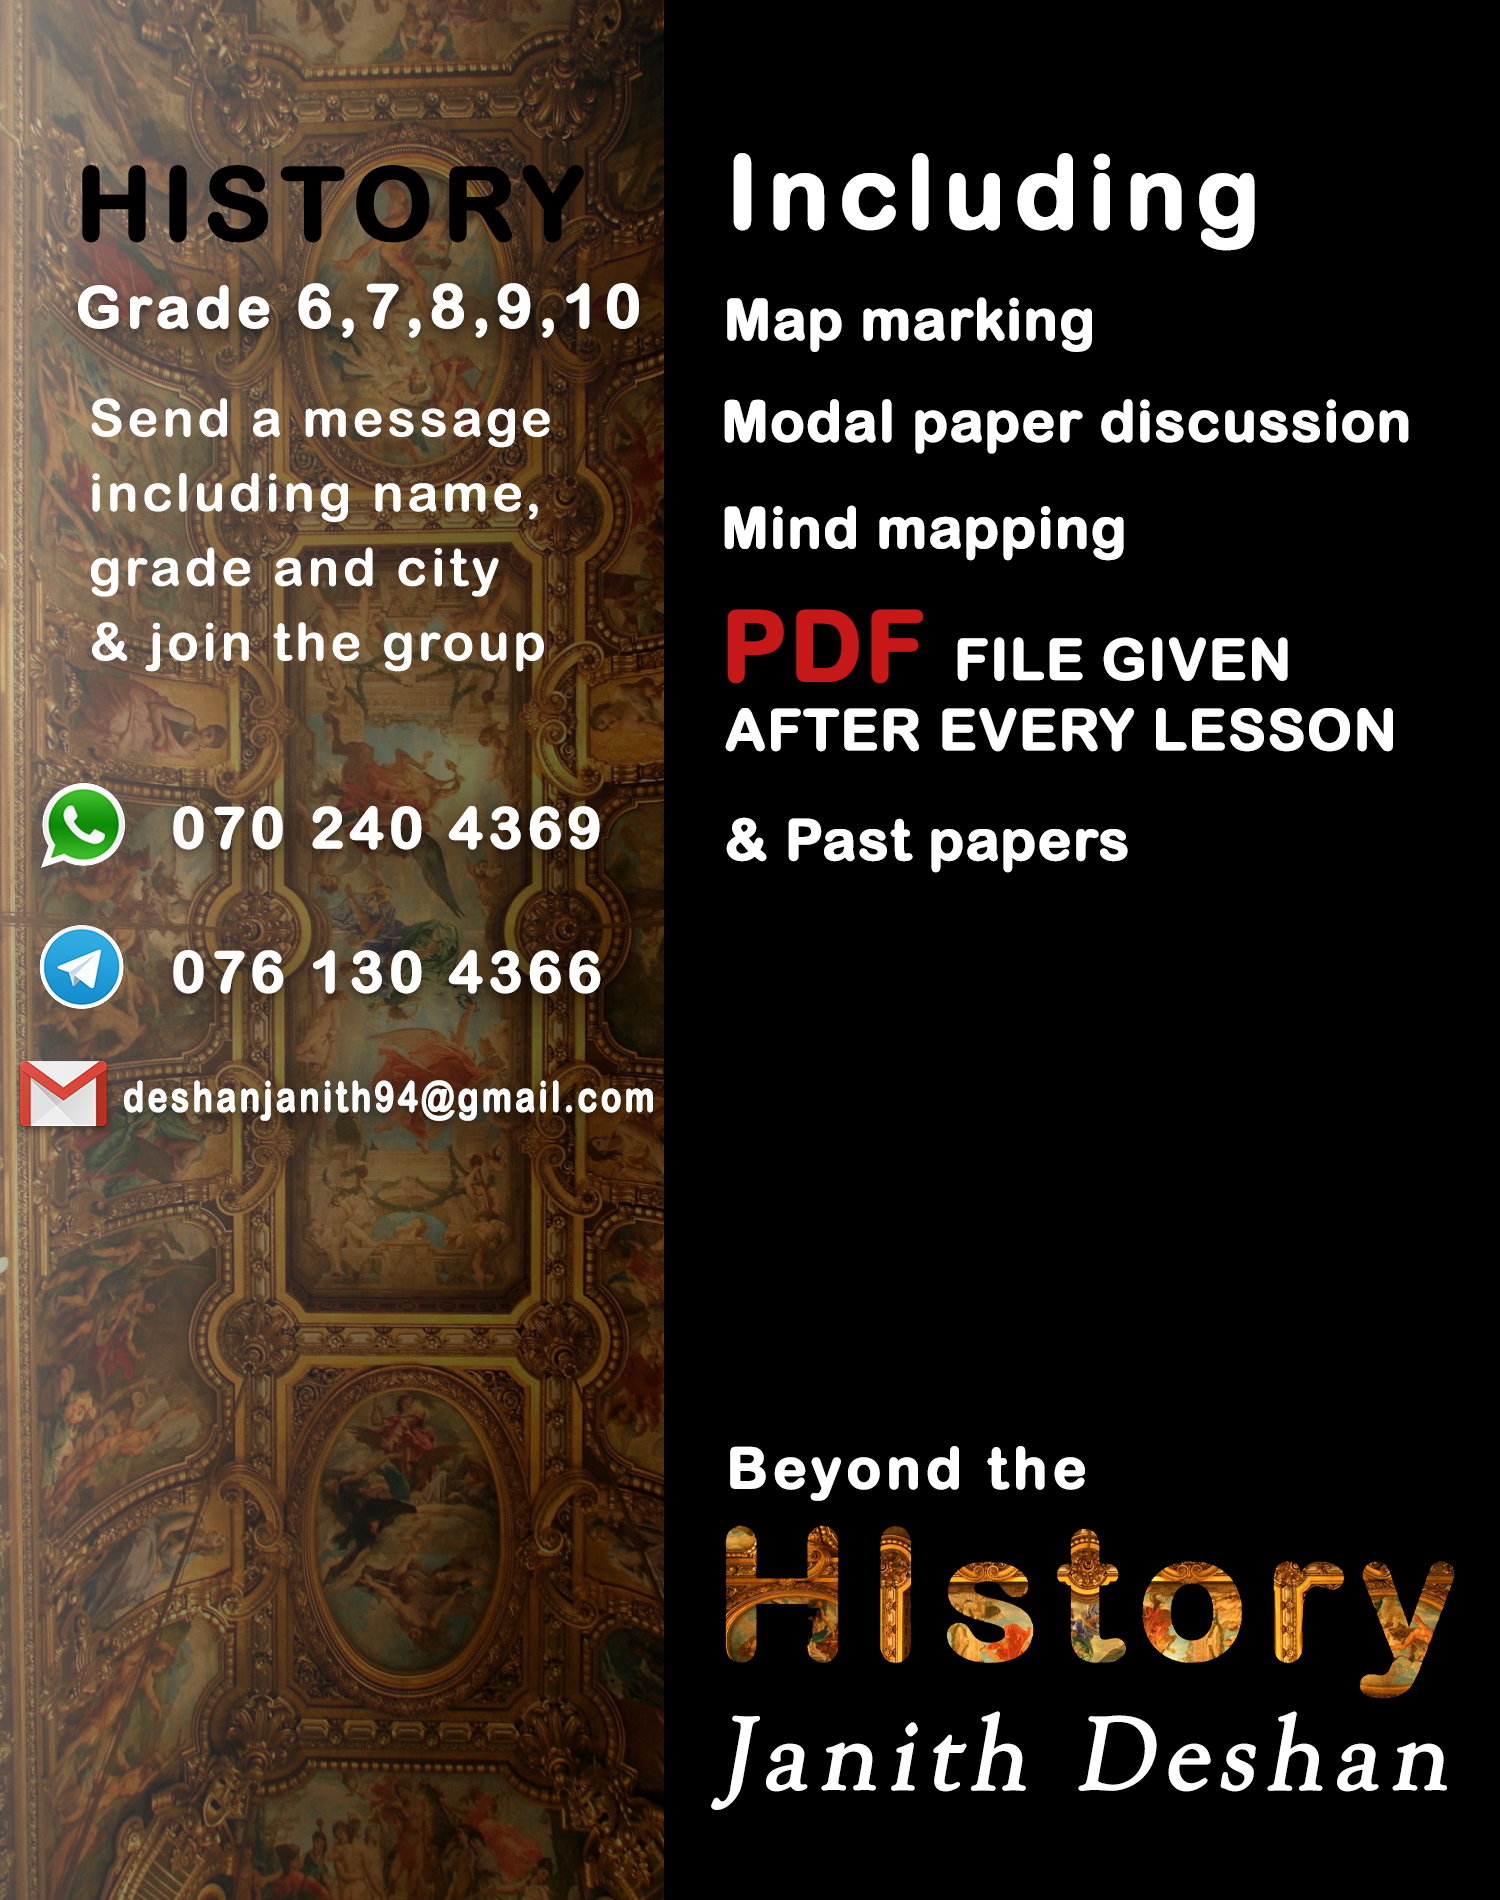 HISTORY
Grade 6,7,8,9,10
Send a message
including name,
grade and city
& join the group
070 240 4369
076 130 4366
deshanjanith94@gmail.com
Including
Map marking
Modal paper discussion
Mind mapping
PDF FILE GIVEN
AFTER EVERY LESSON
& Past papers
Beyond the
HIstory
Janith Deshan